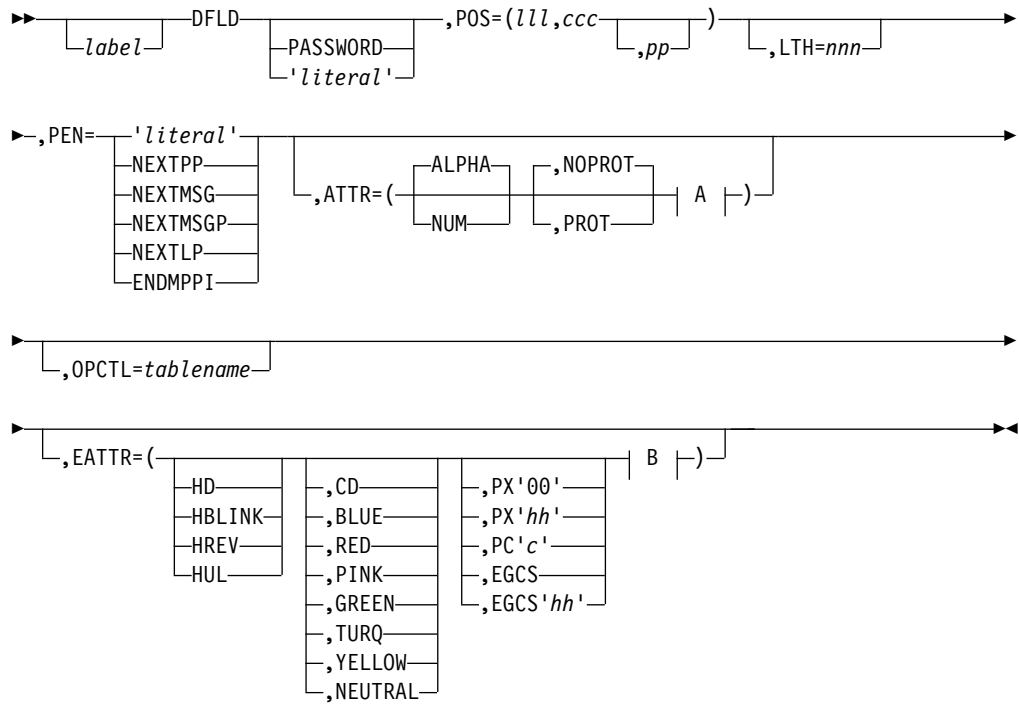 label DFLD ,POS=(lll,ccc )
PASSWORD ,pp ,LTH=nnn
'literal'
,PEN= 'literal'
NEXTPP ALPHA ,NOPROT
NEXTMSG ,ATTR=( A )
NEXTMSGP NUM ,PROT
NEXTLP
ENDMPPI
,OPCTL=tablename
,EATTR=( B )
HD ,CD ,PX'00'
HBLINK ,BLUE ,PX'hh'
HREV ,RED ,PC'c'
HUL ,PINK ,EGCS
,GREEN ,EGCS'hh'
,TURQ
,YELLOW
,NEUTRAL